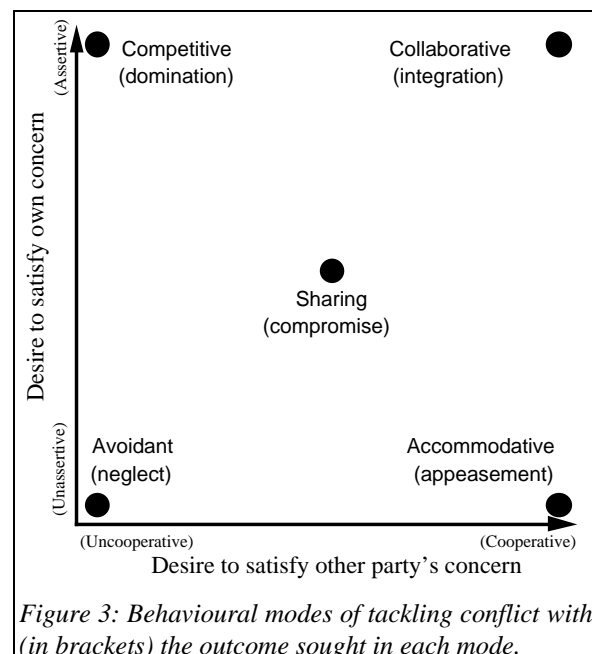 Competitive
(domination)
Collaborative
(integration)
(Assertive)
Desire to satisfy own concern
Sharing
(compromise)
Avoidant
(neglect)
Accommodative
(appeasement)
(Unassertive)
(Uncooperative)
(Cooperative)
Desire to satisfy other party's concern
Figure 3: Behavioural modes of tackling conflict with
(in brackets) the outcome sought in each mode.